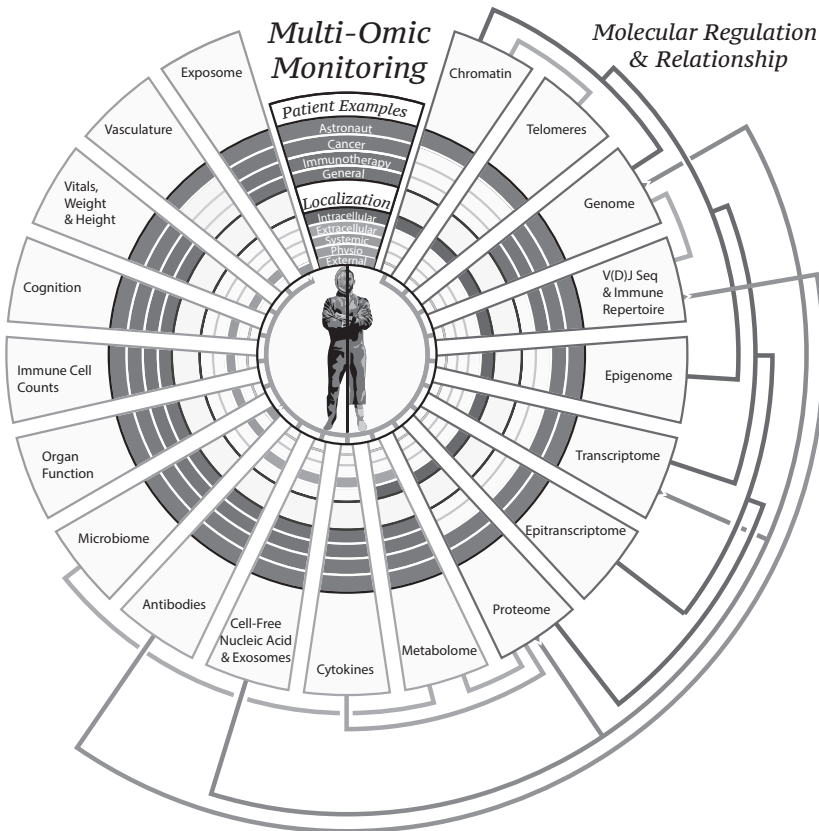 Multi-Omic
Monitoring
Molecular Regulation
& Relationship
Patient Examples
Astronaut
Cancer
Immunotherapy
General
Localization
Intracellular
Extracellular
Systemic
Physio
External
Chromatin
Telomeres
Genome
V(D)J Seq
& Immune
Repertoire
Epigenome
Transcriptome
Epitranscriptome
Proteome
Metabolome
Cytokines
Cell-Free
Nucleic Acid
& Exosomes
Antibodies
Microbiome
Organ
Function
Immune Cell
Counts
Cognition
Vitals,
Weight
& Height
Vasculature
Exposome